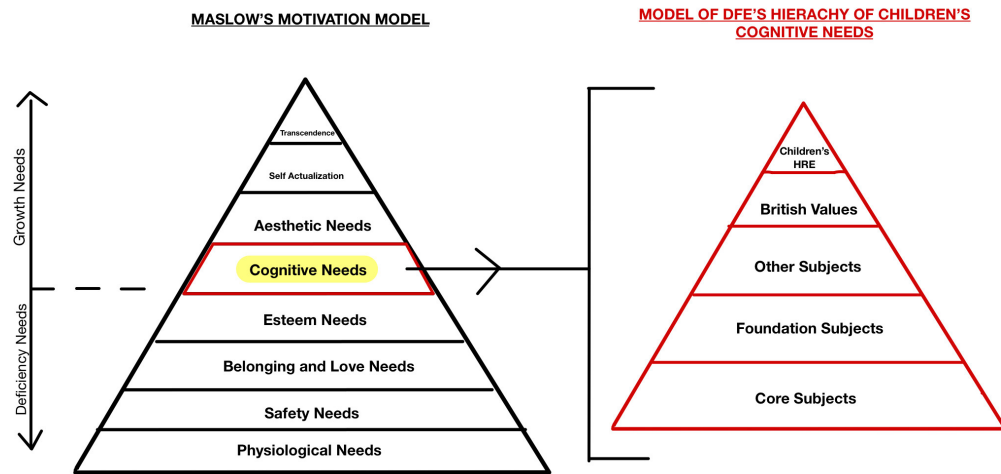 MASLOW'S MOTIVATION MODEL
Growth Needs
Deficiency Needs
Transcendence
Self Actualization
Aesthetic Needs
Cognitive Needs
Esteem Needs
Belonging and Love Needs
Safety Needs
Physiological Needs
MODEL OF DFE'S HIERACHY OF CHILDREN'S
COGNITIVE NEEDS
Children's
HRE
British Values
Other Subjects
Foundation Subjects
Core Subjects